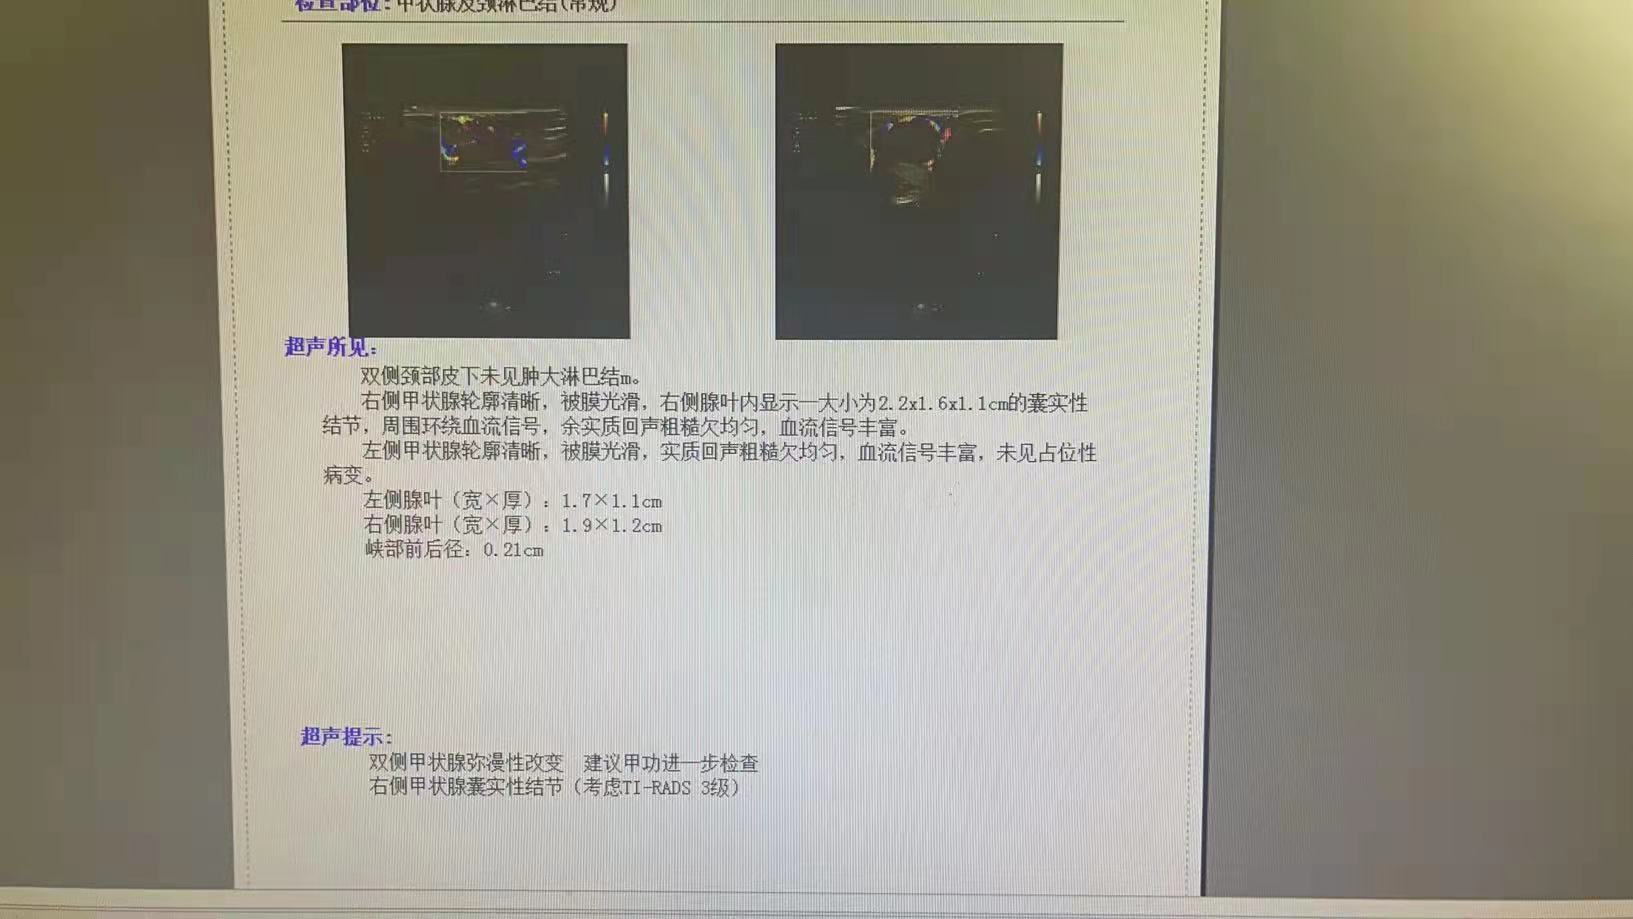 检查部位:甲状腺及颈淋巴结(常规)
超声所见:
双侧颈部皮下未见肿大淋巴结m。
右侧甲状腺轮廓清晰，被膜光滑，右侧腺叶内显示一大小为2.2x1.6x1.1cm的囊实性
结节，周围环绕血流信号，余实质回声粗糙欠均匀，血流信号丰富。
左侧甲状腺轮廓清晰，被膜光滑，实质回声粗糙欠均匀，血流信号丰富，未见占位性
病变。
左侧腺叶（宽×厚）：1.7×1.1cm
右侧腺叶（宽×厚）：1.9×1.2cm
峡部前后径：0.21cm
超声提示:
双侧甲状腺弥漫性改变 建议甲功进一步检查
右侧甲状腺囊实性结节（考虑TI-RADS 3级）